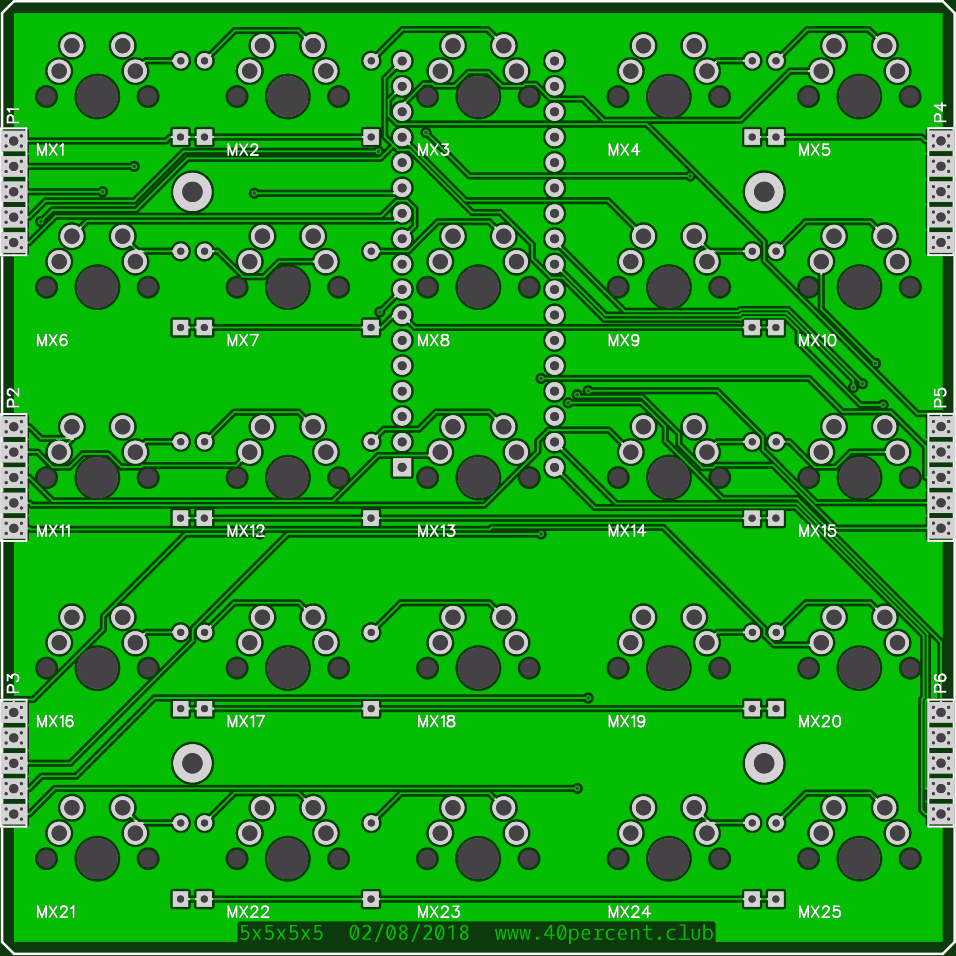 P1
P4
MX1 MX2 MX3 MX4 MX5
MX6 MX7 MX8 MX9 MX10
P2
P5
MX11 MX12 MX13 MX14 MX15
P3
P6
MX16 MX17 MX18 MX19 MX20
MX21 MX22 MX23 MX24 MX25
5x5x5x5 02/08/2018 www.40percent.club